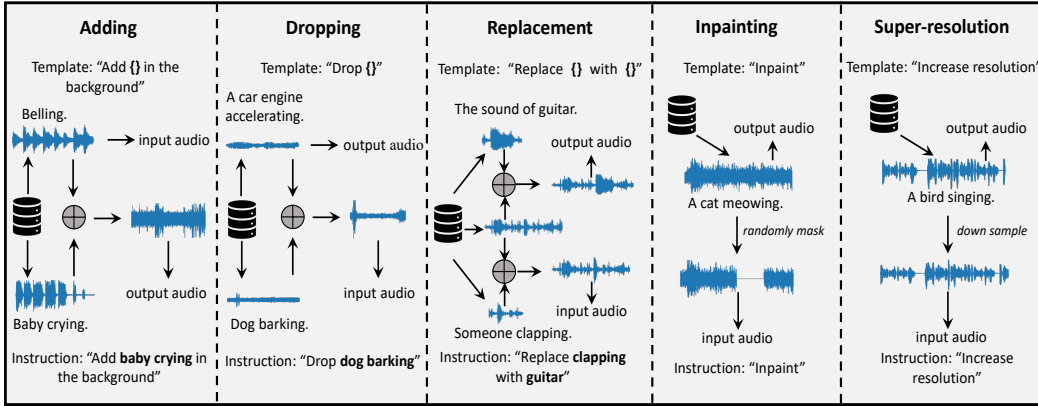 Adding
Template: "Add {} in the
background"
Belling.
input audio
output audio
Baby crying.
Instruction: "Add baby crying in
the background"
Dropping
Template: "Drop {}"
A car engine
accelerating.
output audio
input audio
Dog barking.
Instruction: "Drop dog barking"
Replacement
Template: "Replace {} with {}"
The sound of guitar.
output audio
input audio
Someone clapping.
Instruction: "Replace clapping
with guitar"
Inpainting
Template: "Inpaint"
output audio
A cat meowing.
randomly mask
input audio
Instruction: "Inpaint"
Super-resolution
Template: "Increase resolution"
output audio
A bird singing.
down sample
input audio
Instruction: "Increase
resolution"